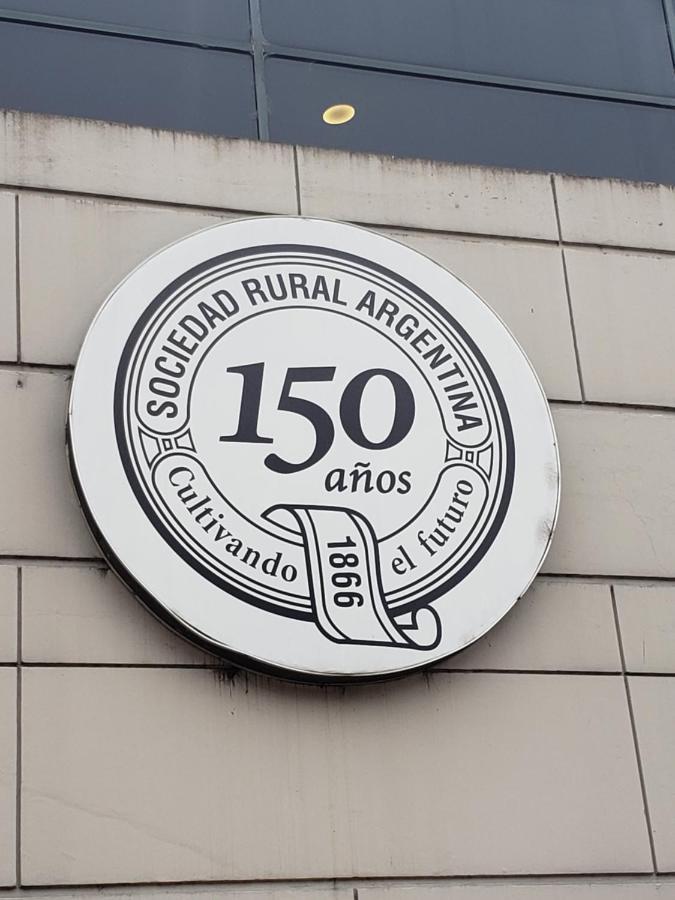 SOCIEDAD RURAL ARGENTINA
150
años
Cultivando el futuro
1866